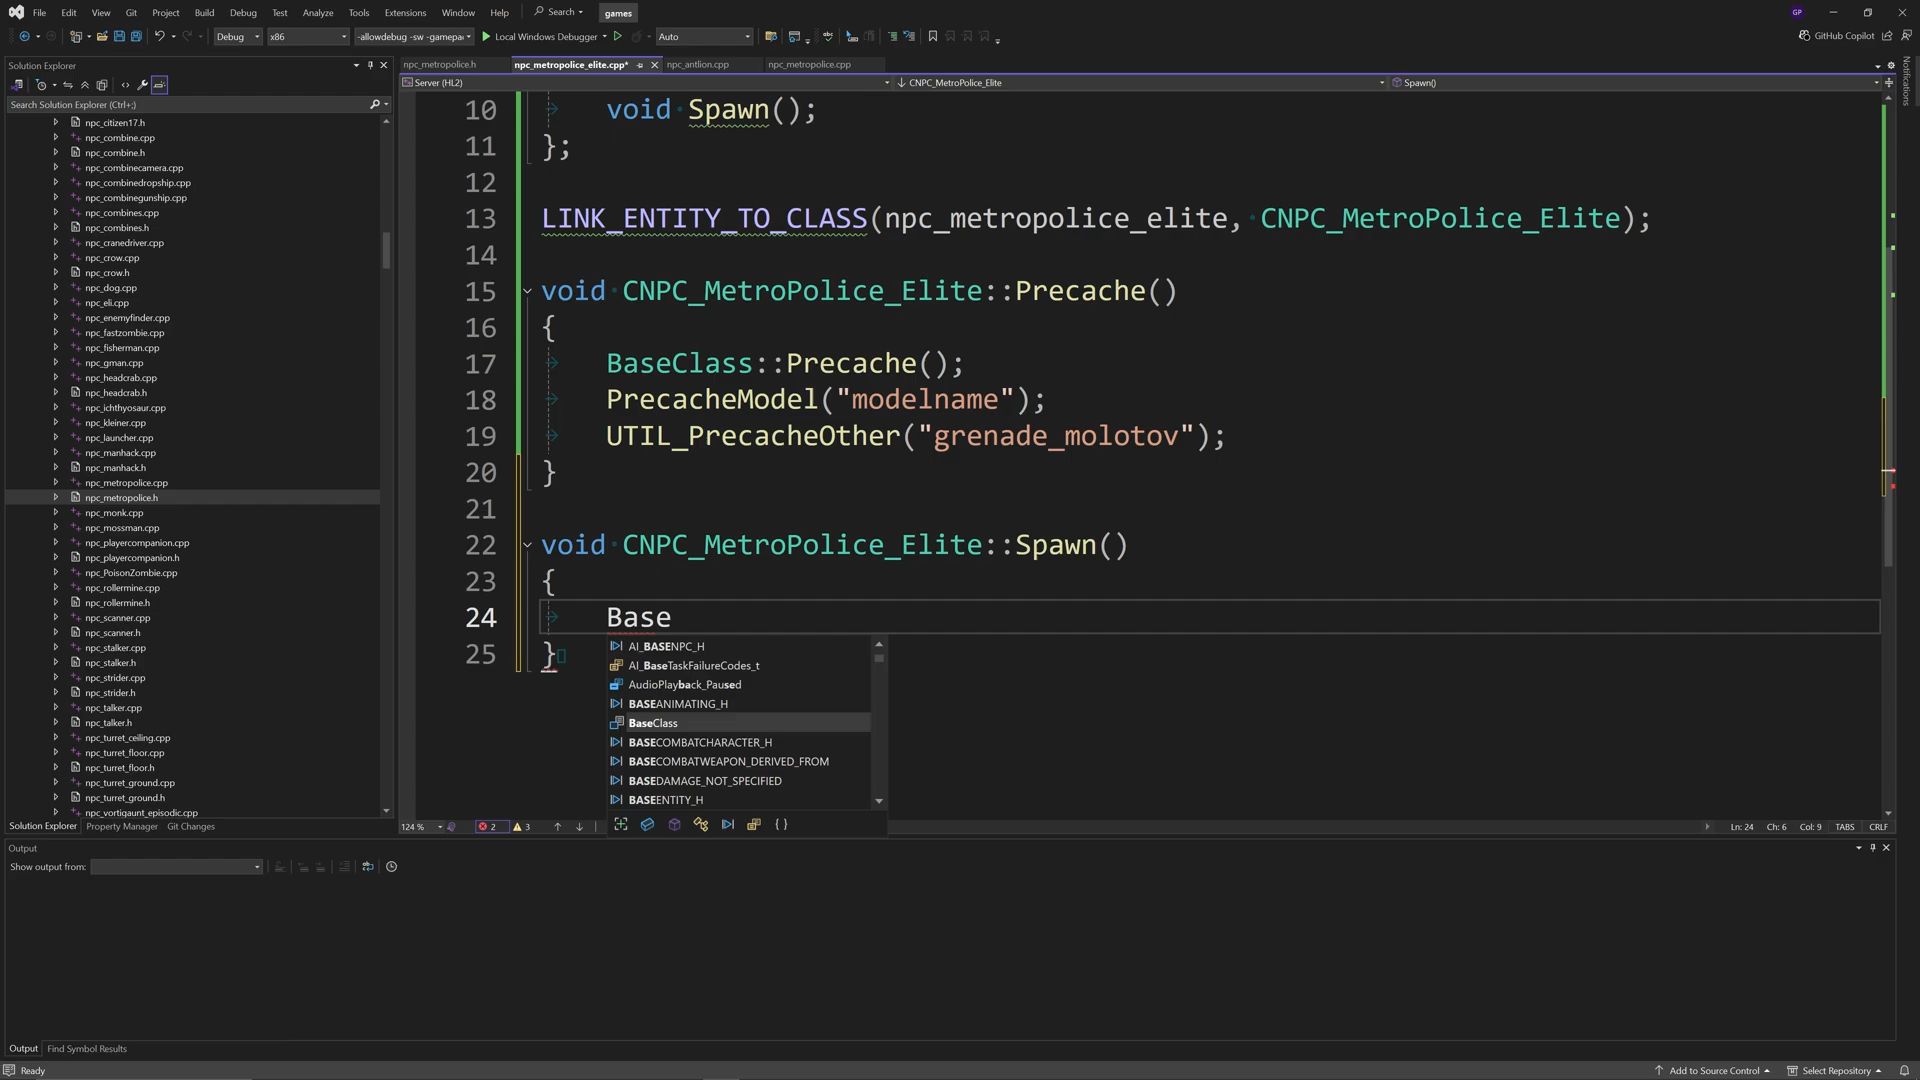 File Edit View Git Project Build Debug Test Analyze Tools Extensions Window Help Search games GP
Debug x86 -allowdebug -sw -gamepa Local Windows Debugger Auto GitHub Copilot
Solution Explorer
Search Solution Explorer (Ctrl+;)
npc_citizen17.h
npc_combine.cpp
npc_combine.h
npc_combinecamera.cpp
npc_combinedropship.cpp
npc_combinegunship.cpp
npc_combines.cpp
npc_combines.h
npc_cranedriver.cpp
npc_crow.cpp
npc_crow.h
npc_dog.cpp
npc_eli.cpp
npc_enemyfinder.cpp
npc_fastzombie.cpp
npc_fisherman.cpp
npc_gman.cpp
npc_headcrab.cpp
npc_headcrab.h
npc_ichthyosaur.cpp
npc_kleiner.cpp
npc_launcher.cpp
npc_manhack.cpp
npc_manhack.h
npc_metropolice.cpp
npc_metropolice.h
npc_monk.cpp
npc_mossman.cpp
npc_playercompanion.cpp
npc_playercompanion.h
npc_PoisonZombie.cpp
npc_rollermine.cpp
npc_rollermine.h
npc_scanner.cpp
npc_scanner.h
npc_stalker.cpp
npc_stalker.h
npc_strider.cpp
npc_strider.h
npc_talker.cpp
npc_talker.h
npc_turret_ceiling.cpp
npc_turret_floor.cpp
npc_turret_floor.h
npc_turret_ground.cpp
npc_turret_ground.h
npc_vortigaunt_episodic.cpp
Solution Explorer Property Manager Git Changes
npc_metropolice.h npc_metropolice_elite.cpp* npc_antlion.cpp npc_metropolice.cpp
Server (HL2) CNPC_MetroPolice_Elite Spawn()
10 void Spawn();
11 };
12
13 LINK_ENTITY_TO_CLASS(npc_metropolice_elite, CNPC_MetroPolice_Elite);
14
15 void CNPC_MetroPolice_Elite::Precache()
16 {
17 BaseClass::Precache();
18 PrecacheModel("modelname");
19 UTIL_PrecacheOther("grenade_molotov");
20 }
21
22 void CNPC_MetroPolice_Elite::Spawn()
23 {
24 Base
25 }
AI_BASENPC_H
AI_BaseTaskFailureCodes_t
AudioPlayback_Paused
BASEANIMATING_H
BaseClass
BASECOMBATCHARACTER_H
BASECOMBATWEAPON_DERIVED_FROM
BASEDAMAGE_NOT_SPECIFIED
BASEENTITY_H
124 % 2 3 Ln: 24 Ch: 6 Col: 9 TABS CRLF
Notifications
Output
Show output from:
Output Find Symbol Results
Ready Add to Source Control Select Repository